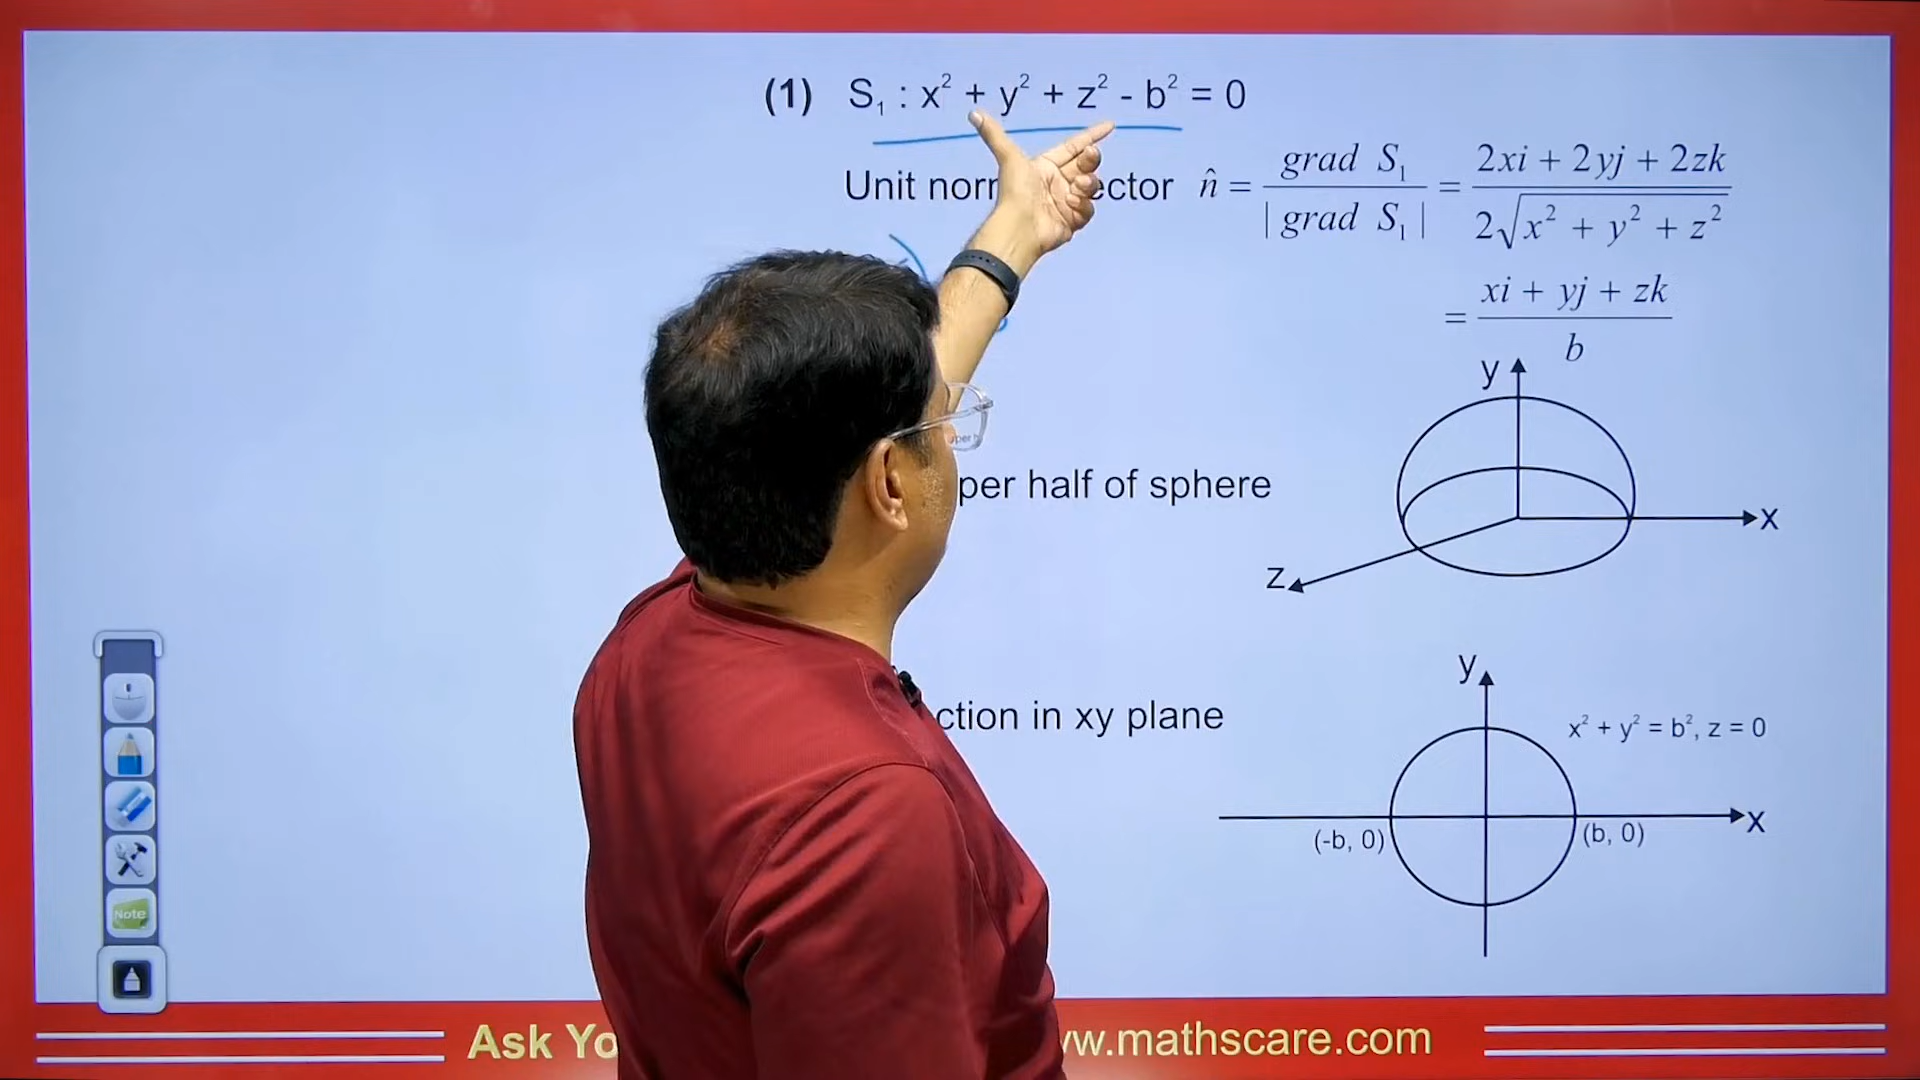 (1) S₁ : x² + y² + z² - b² = 0
Unit ector n̂ = grad S₁ / | grad S₁ | = 2xi + 2yj + 2zk / 2√x² + y² + z²
= xi + yj + zk / b
y
per half of sphere
x
z
y
ction in xy plane
x² + y² = b², z = 0
x
(-b, 0)
(b, 0)
Note
Ask Yo w.mathscare.com